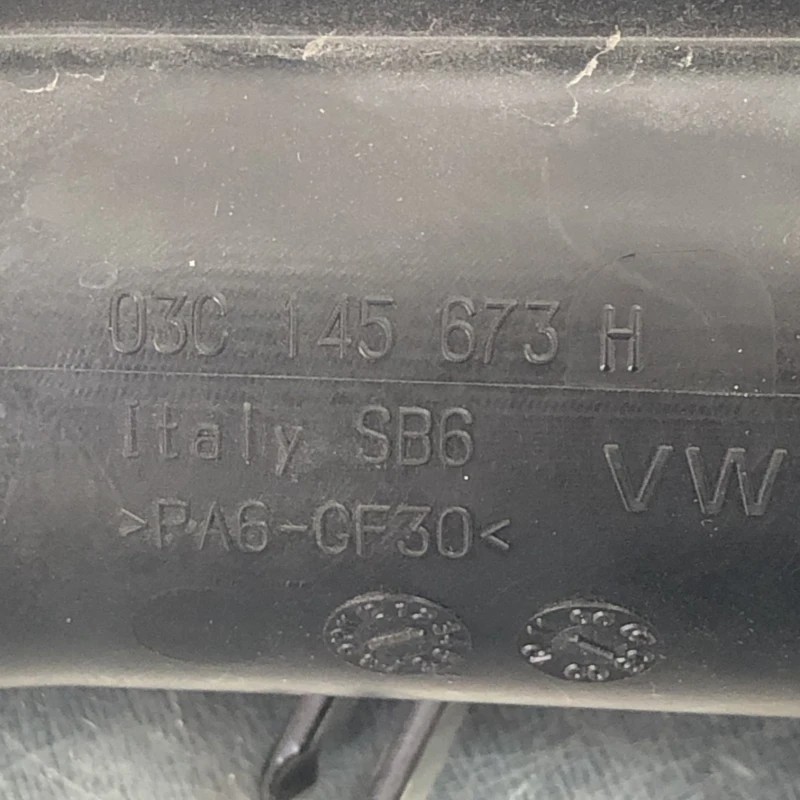 03C 145 673 H
Italy SB6
VW
>PA6-GF30<